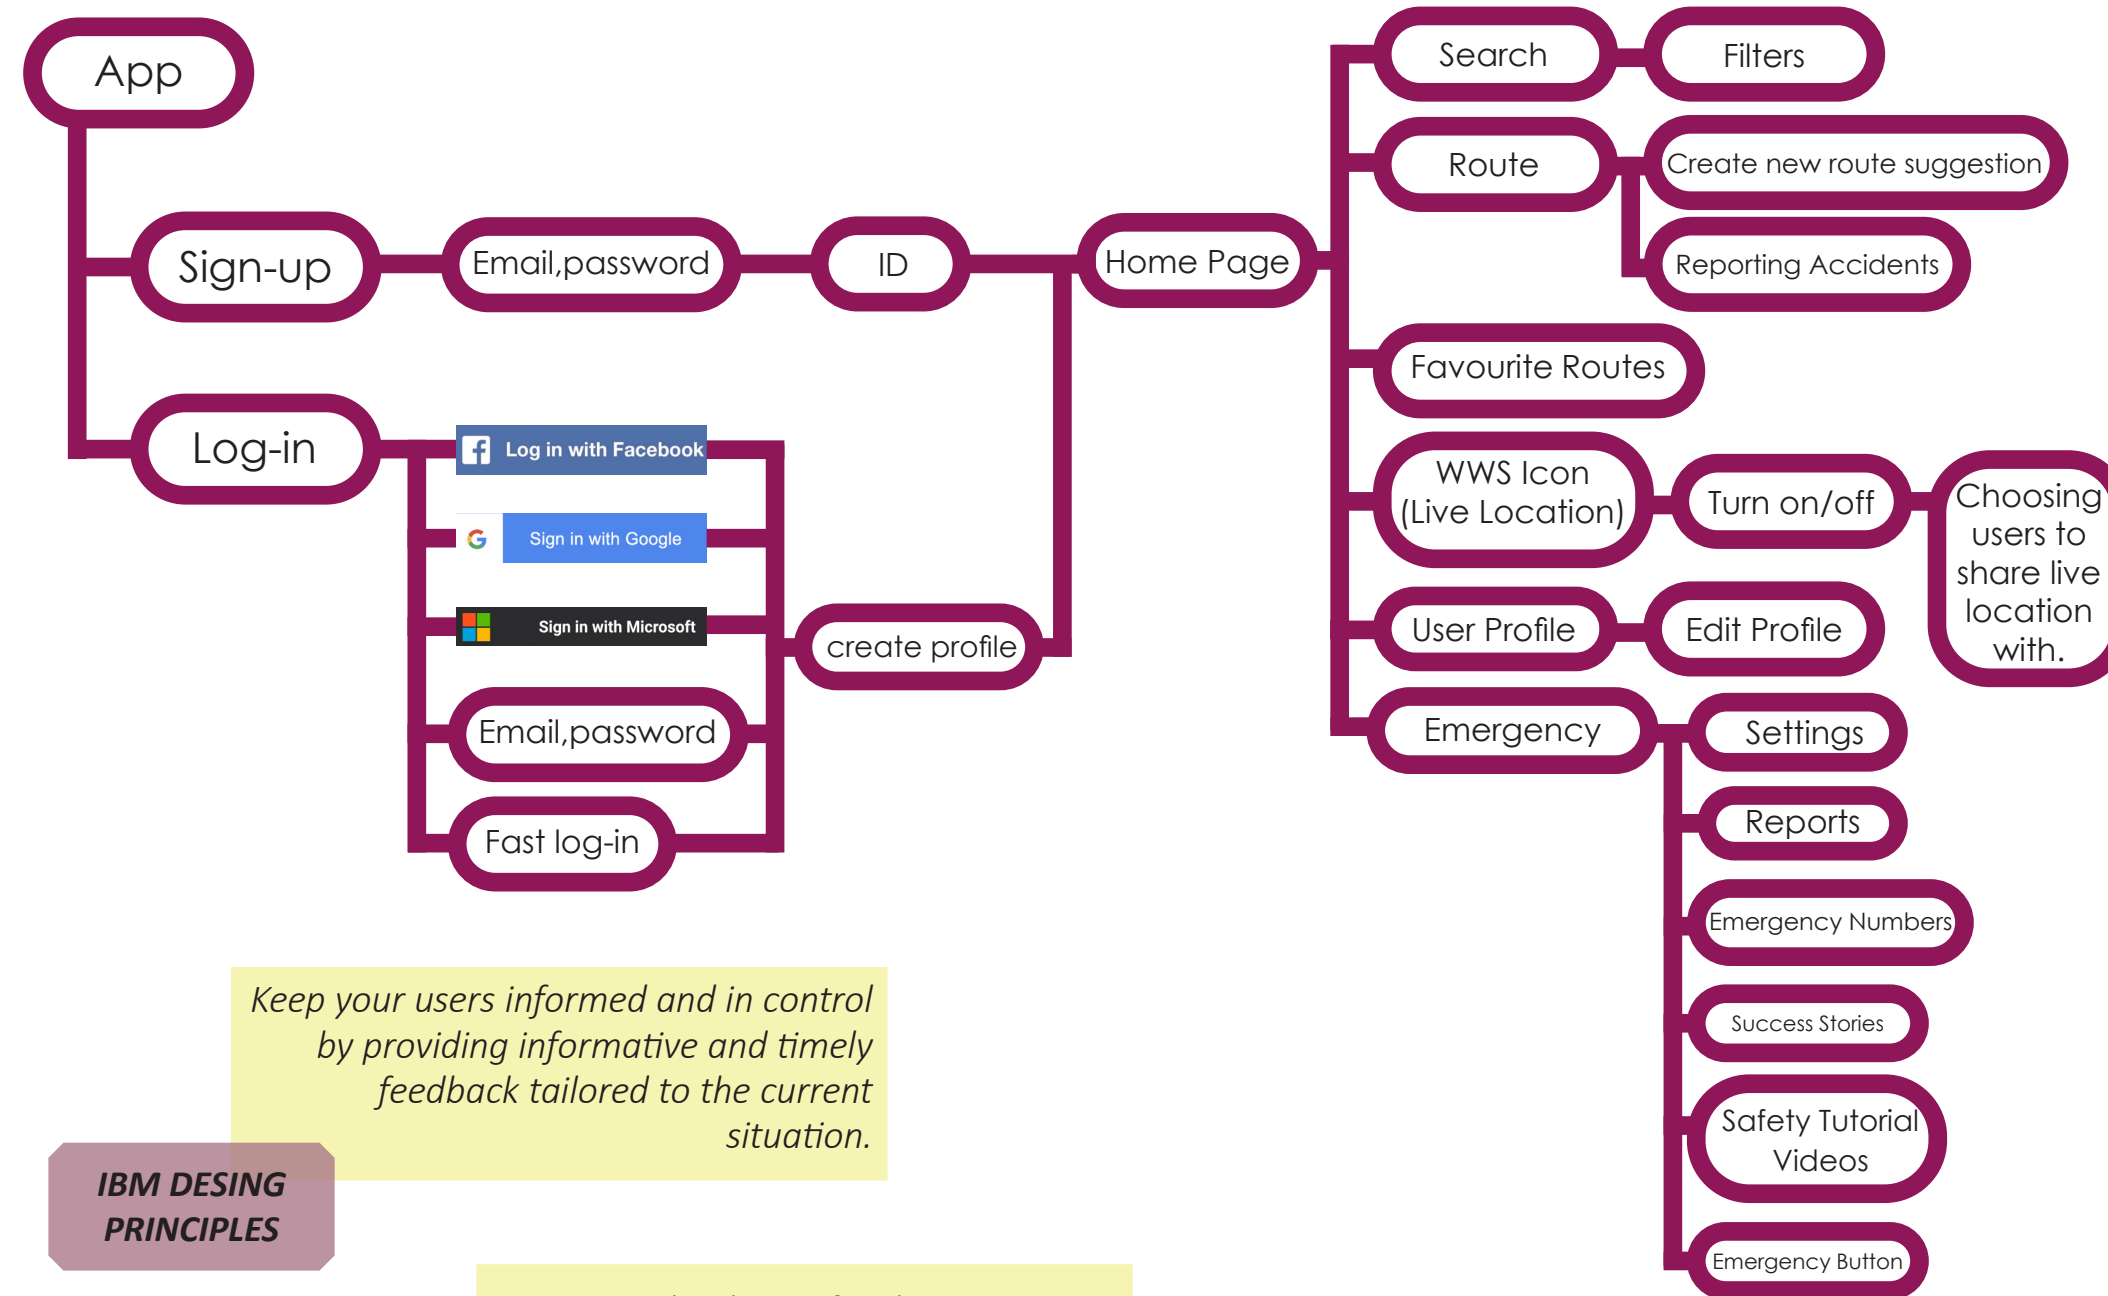 App
Sign-up
Email,password
ID
Home Page
Log-in
Log in with Facebook
Sign in with Google
Sign in with Microsoft
Email,password
Fast log-in
create profile
Search
Filters
Route
Create new route suggestion
Reporting Accidents
Favourite Routes
WWS Icon
(Live Location)
Turn on/off
Choosing
users to
share live
location
with.
User Profile
Edit Profile
Emergency
Settings
Reports
Emergency Numbers
Success Stories
Safety Tutorial
Videos
Emergency Button
Keep your users informed and in control
by providing informative and timely
feedback tailored to the current
situation.
IBM DESING
PRINCIPLES